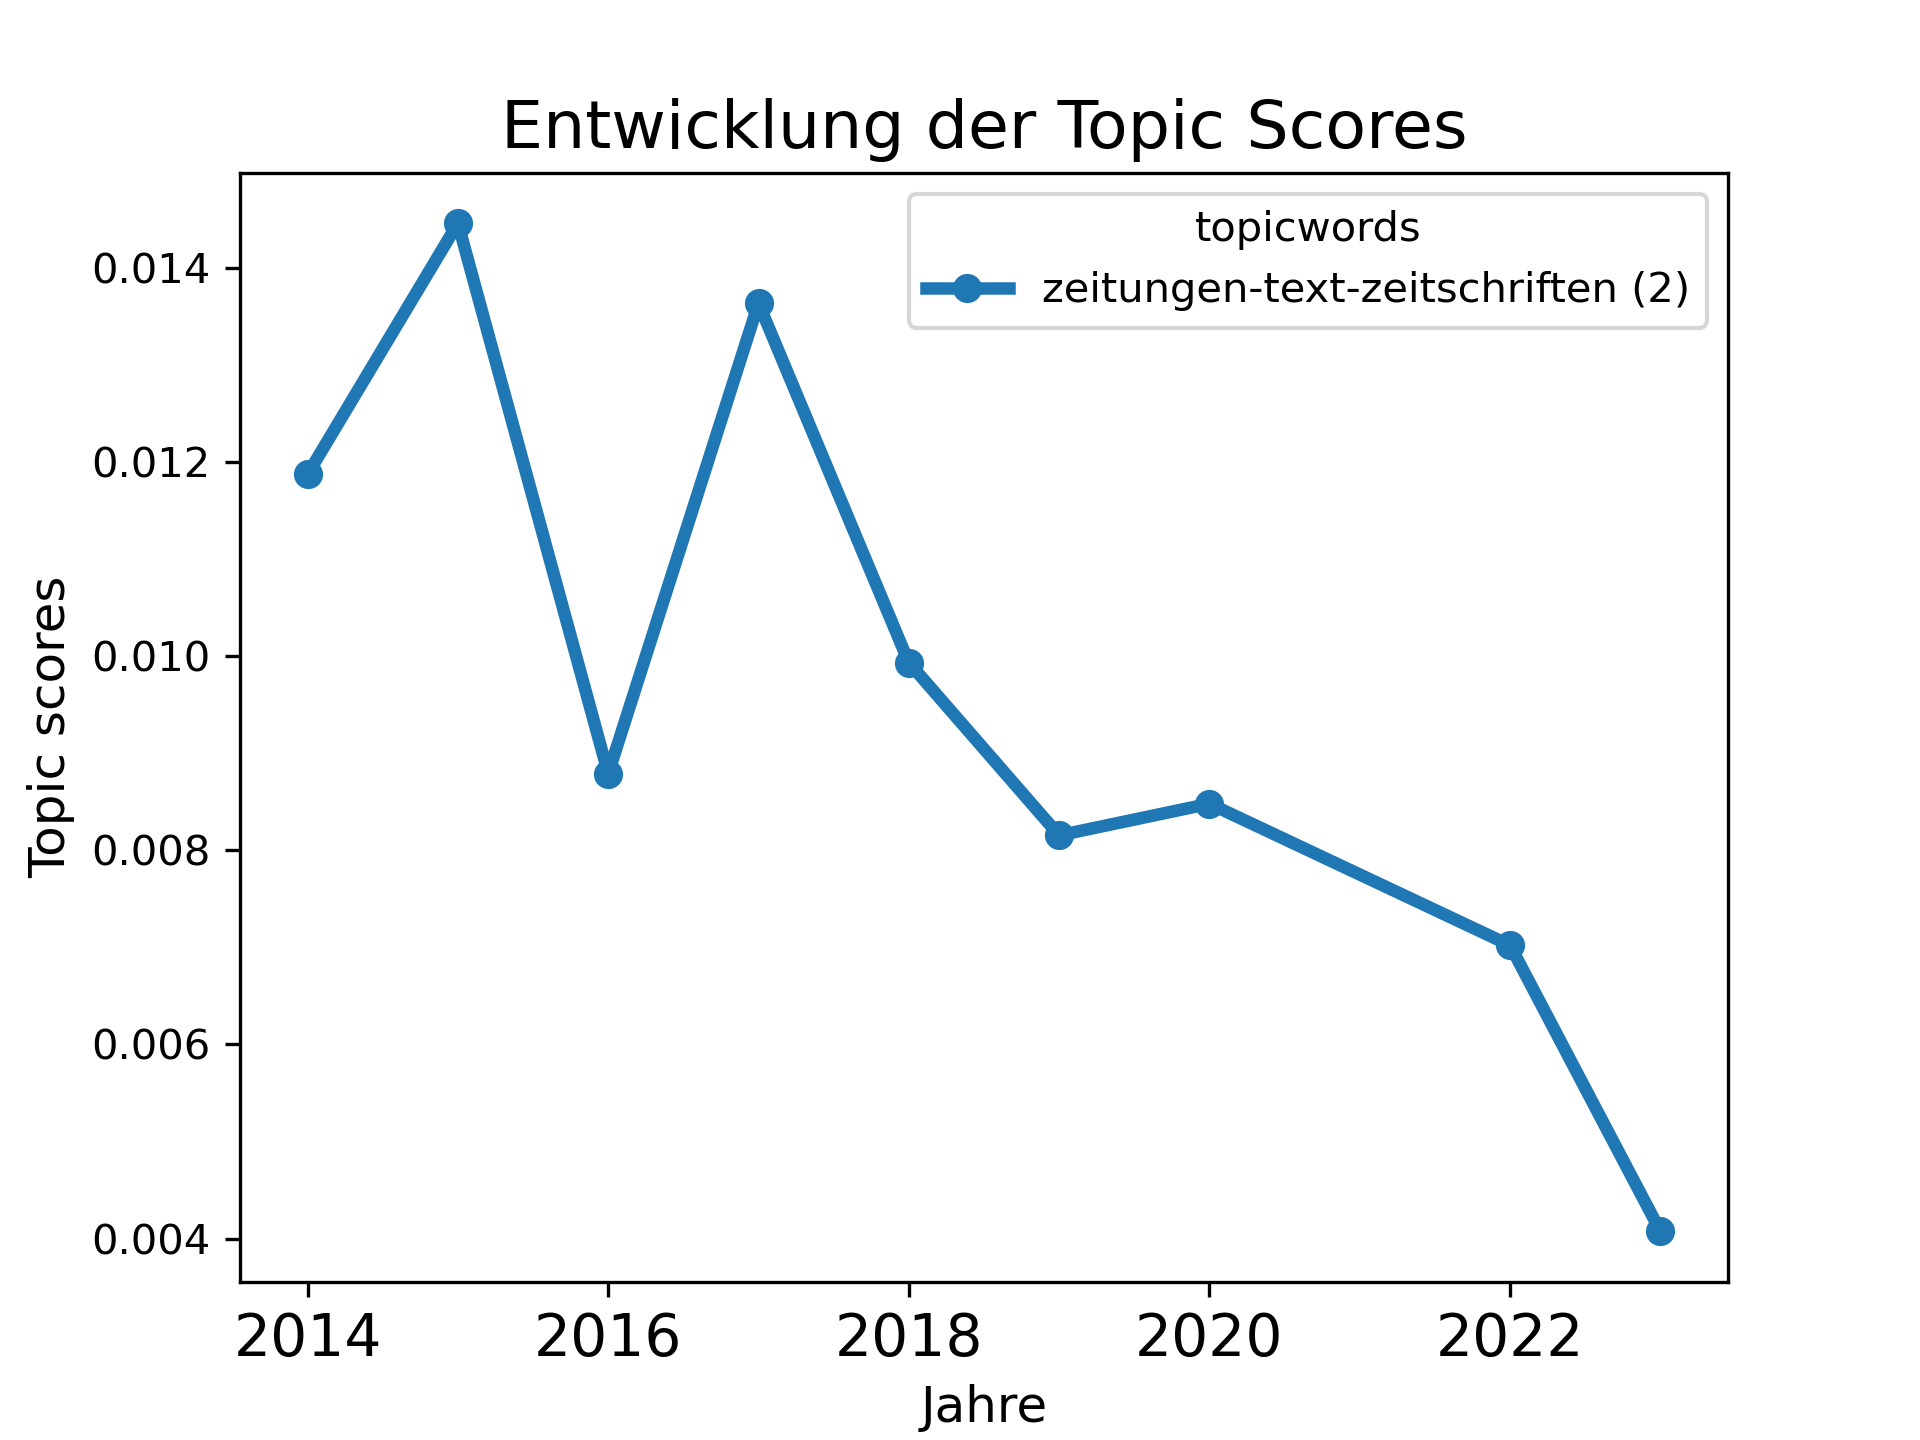 Entwicklung der Topic Scores
topicwords
zeitungen-text-zeitschriften (2)
Topic scores
0.014
0.012
0.010
0.008
0.006
0.004
2014 2016 2018 2020 2022
Jahre